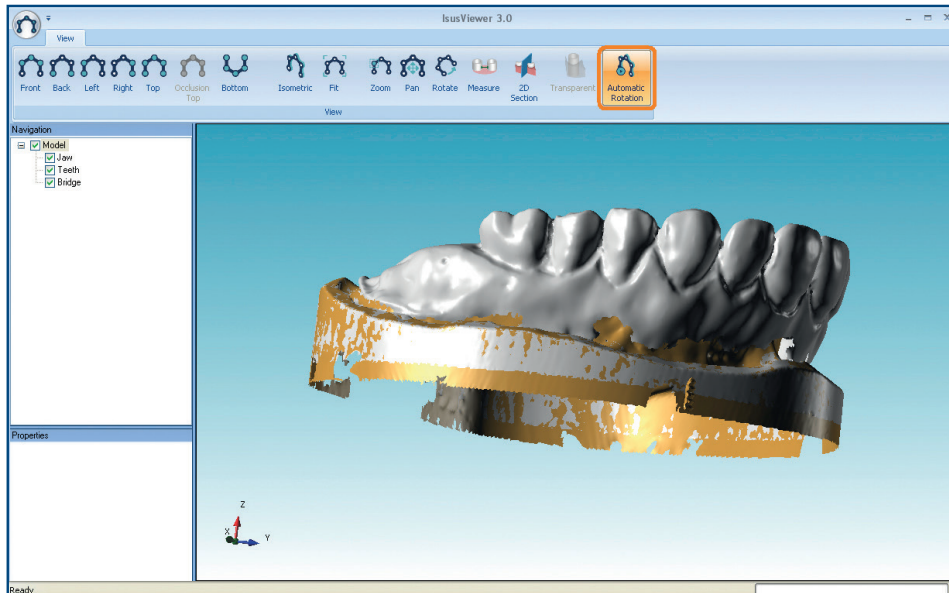 IsusViewer 3.0
View
Front Back Left Right Top Occlusion Top Bottom Isometric Fit Zoom Pan Rotate Measure 2D Section Transparent Automatic Rotation
View
Navigation
Model
Jaw
Teeth
Bridge
Properties
Z
X
Y
Ready